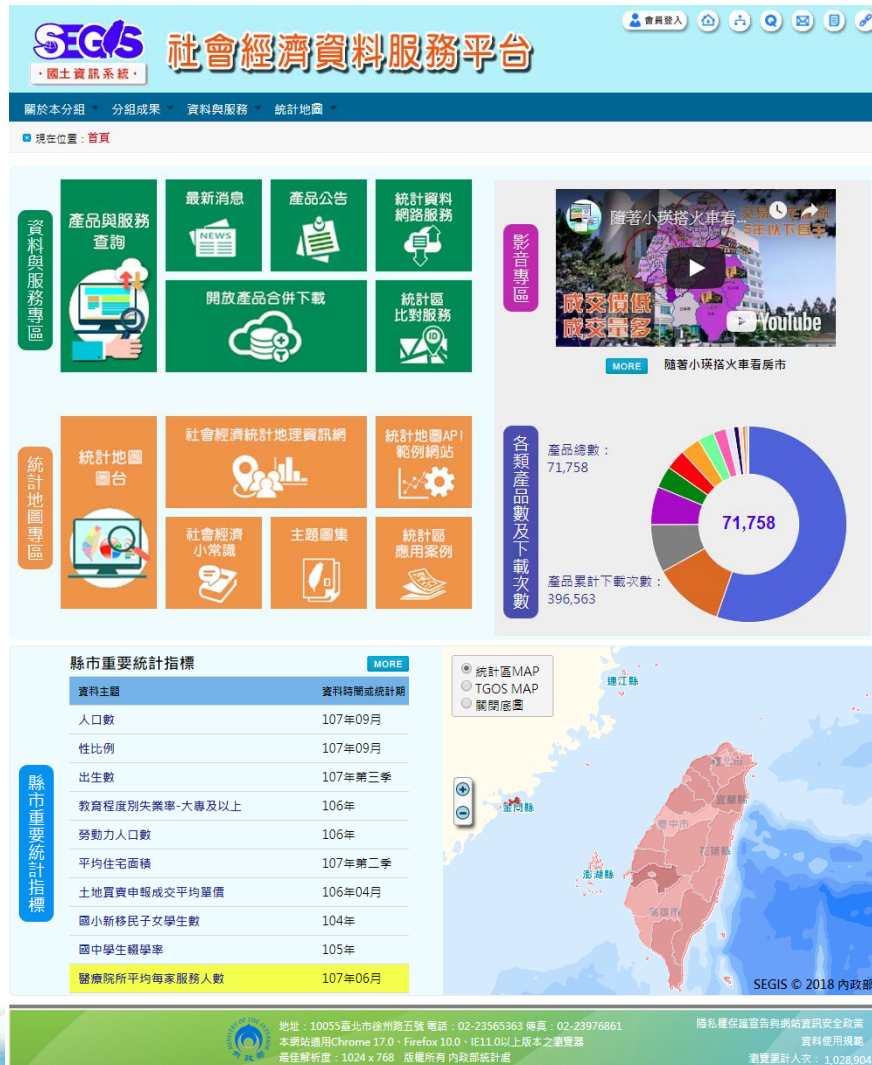 SEGIS
・國土資訊系統・
社會經濟資料服務平台
會員登入
關於本分組
分組成果
資料與服務
統計地圖
現在位置：首頁
資料與服務專區
產品與服務
查詢
最新消息
NEWS
產品公告
統計資料
網路服務
開放產品合併下載
統計區
比對服務
ID
影音專區
隨著小瑛搭火車看...
5年以下
成交價低
成交量多
YouTube
MORE
隨著小瑛搭火車看房市
統計地圖專區
統計地圖
圖台
社會經濟統計地理資訊網
統計地圖API
範例網站
社會經濟
小常識
主題圖集
統計區
應用案例
各類產品數及下載次數
產品總數：
71,758
71,758
產品累計下載次數：
396,563
縣市重要統計指標
縣市重要統計指標
MORE
資料主題
資料時間或統計期
人口數
107年09月
性比例
107年09月
出生數
107年第三季
教育程度別失業率-大專及以上
106年
勞動力人口數
106年
平均住宅面積
107年第二季
土地買賣申報成交平均單價
106年04月
國小新移民子女學生數
104年
國中學生輟學率
105年
醫療院所平均每家服務人數
107年06月
統計區MAP
TGOS MAP
關閉底圖
連江縣
臺北市
宜蘭縣
金門縣
臺中市
花蓮縣
澎湖縣
高雄市
SEGIS © 2018 內政部
地址：10055臺北市徐州路五號 電話：02-23565363 傳真：02-23976861
本網站適用Chrome 17.0、Firefox 10.0、IE11.0以上版本之瀏覽器
最佳解析度：1024 x 768 版權所有 內政部統計處
隱私權保護宣告與網站資訊安全政策
資料使用規範
瀏覽累計人次： 1,028,904